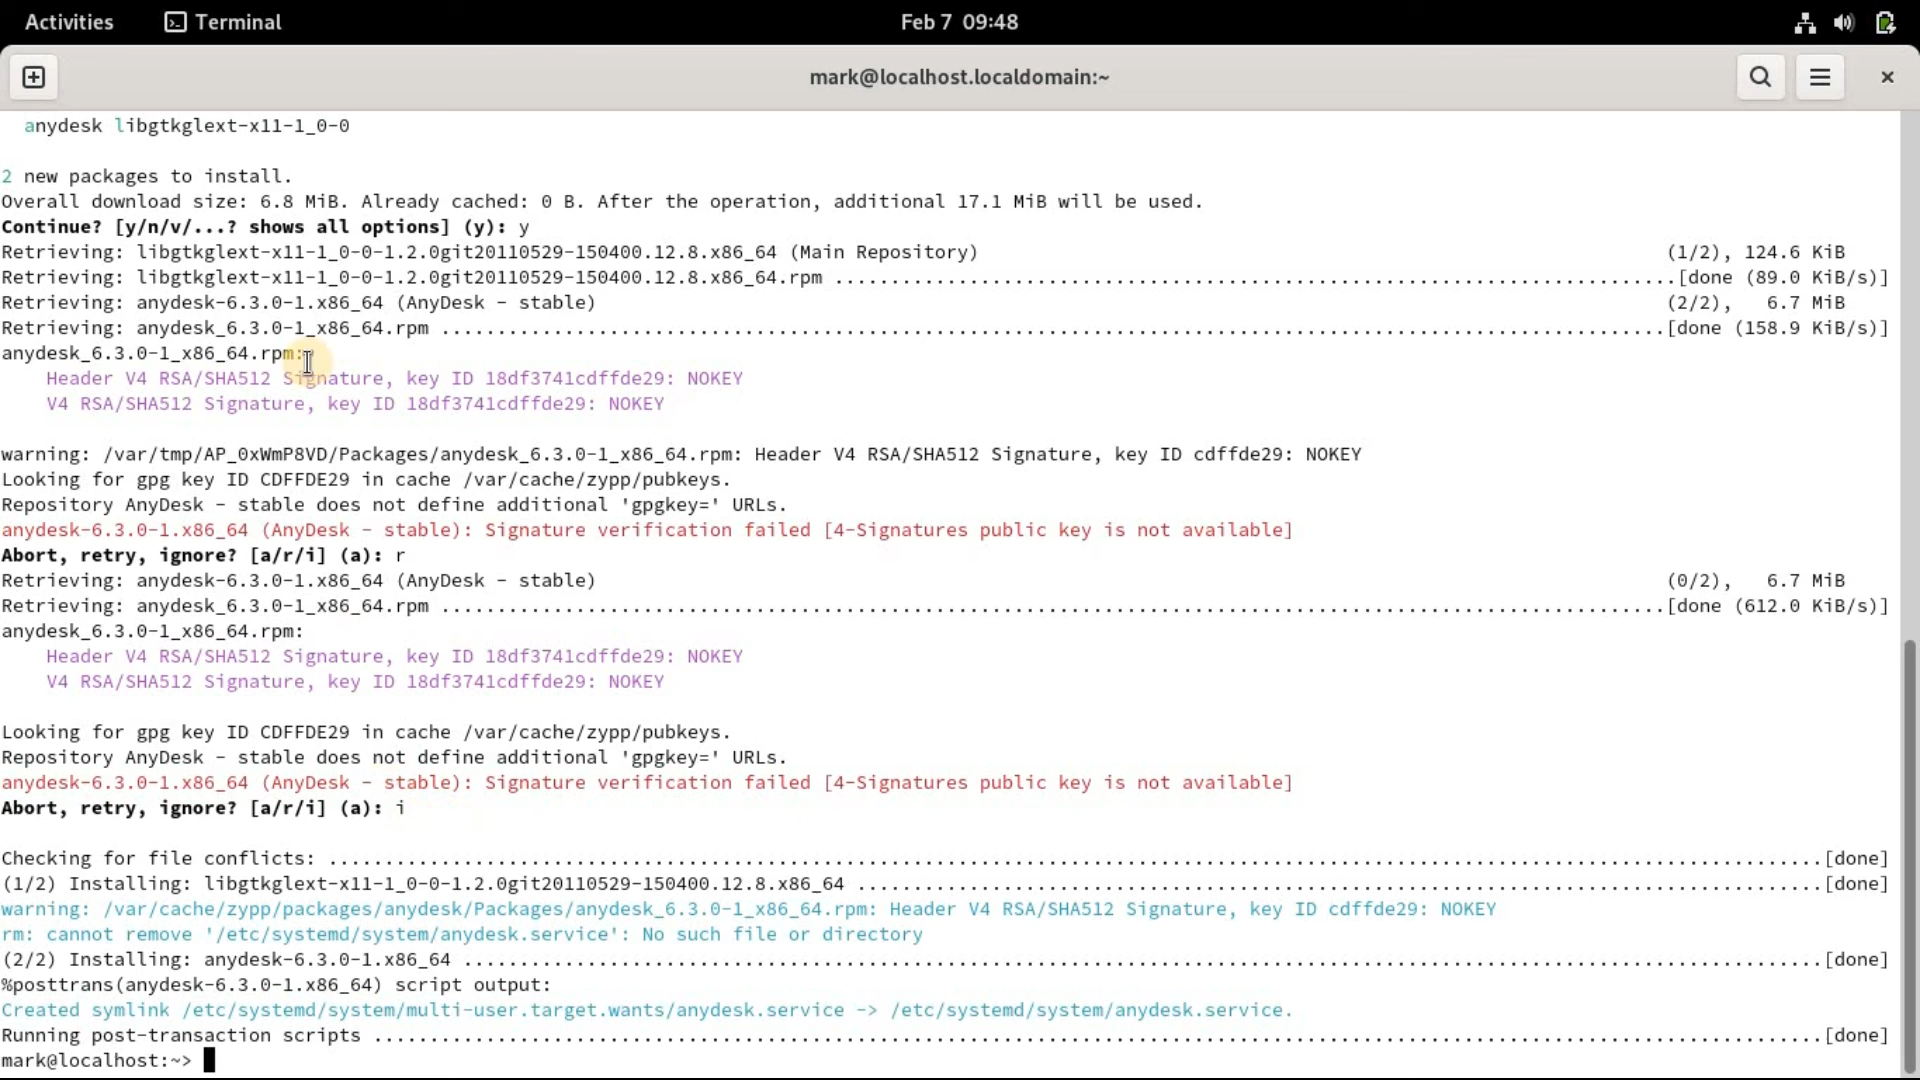 Activities
Terminal
Feb 7 09:48
mark@localhost.localdomain:~
anydesk libgtkglext-x11-1_0-0
2 new packages to install.
Overall download size: 6.8 MiB. Already cached: 0 B. After the operation, additional 17.1 MiB will be used.
Continue? [y/n/v/...? shows all options] (y): y
Retrieving: libgtkglext-x11-1_0-0-1.2.0git20110529-150400.12.8.x86_64 (Main Repository) (1/2), 124.6 KiB
Retrieving: libgtkglext-x11-1_0-0-1.2.0git20110529-150400.12.8.x86_64.rpm ...........................................................................[done (89.0 KiB/s)]
Retrieving: anydesk-6.3.0-1.x86_64 (AnyDesk - stable) (2/2), 6.7 MiB
Retrieving: anydesk_6.3.0-1_x86_64.rpm .............................................................................................................[done (158.9 KiB/s)]
anydesk_6.3.0-1_x86_64.rpm:
Header V4 RSA/SHA512 Signature, key ID 18df3741cdffde29: NOKEY
V4 RSA/SHA512 Signature, key ID 18df3741cdffde29: NOKEY
warning: /var/tmp/AP_0xWmP8VD/Packages/anydesk_6.3.0-1_x86_64.rpm: Header V4 RSA/SHA512 Signature, key ID cdffde29: NOKEY
Looking for gpg key ID CDFFDE29 in cache /var/cache/zypp/pubkeys.
Repository AnyDesk - stable does not define additional 'gpgkey=' URLs.
anydesk-6.3.0-1.x86_64 (AnyDesk - stable): Signature verification failed [4-Signatures public key is not available]
Abort, retry, ignore? [a/r/i] (a): r
Retrieving: anydesk-6.3.0-1.x86_64 (AnyDesk - stable) (0/2), 6.7 MiB
Retrieving: anydesk_6.3.0-1_x86_64.rpm .............................................................................................................[done (612.0 KiB/s)]
anydesk_6.3.0-1_x86_64.rpm:
Header V4 RSA/SHA512 Signature, key ID 18df3741cdffde29: NOKEY
V4 RSA/SHA512 Signature, key ID 18df3741cdffde29: NOKEY
Looking for gpg key ID CDFFDE29 in cache /var/cache/zypp/pubkeys.
Repository AnyDesk - stable does not define additional 'gpgkey=' URLs.
anydesk-6.3.0-1.x86_64 (AnyDesk - stable): Signature verification failed [4-Signatures public key is not available]
Abort, retry, ignore? [a/r/i] (a): i
Checking for file conflicts: .....................................................................................................................................[done]
(1/2) Installing: libgtkglext-x11-1_0-0-1.2.0git20110529-150400.12.8.x86_64 ......................................................................................[done]
warning: /var/cache/zypp/packages/anydesk/Packages/anydesk_6.3.0-1_x86_64.rpm: Header V4 RSA/SHA512 Signature, key ID cdffde29: NOKEY
rm: cannot remove '/etc/systemd/system/anydesk.service': No such file or directory
(2/2) Installing: anydesk-6.3.0-1.x86_64 .........................................................................................................................[done]
%posttrans(anydesk-6.3.0-1.x86_64) script output:
Created symlink /etc/systemd/system/multi-user.target.wants/anydesk.service -> /etc/systemd/system/anydesk.service.
Running post-transaction scripts .................................................................................................................................[done]
mark@localhost:~>